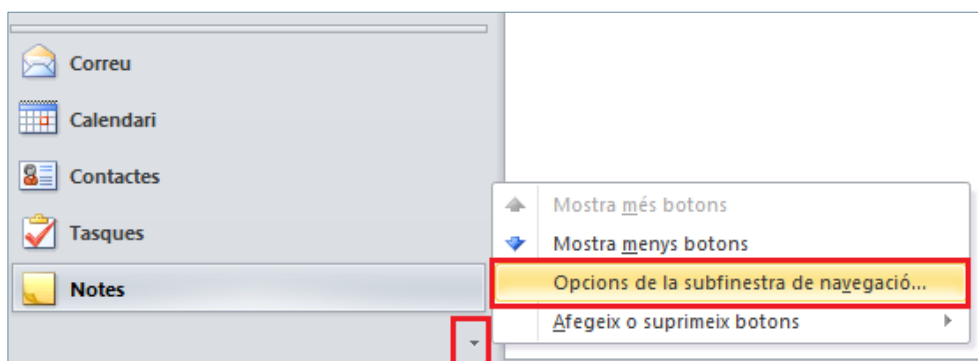 Correu
Calendari
Contactes
Tasques
Notes
Mostra més botons
Mostra menys botons
Opcions de la subfinestra de navegació...
Afegeix o suprimeix botons